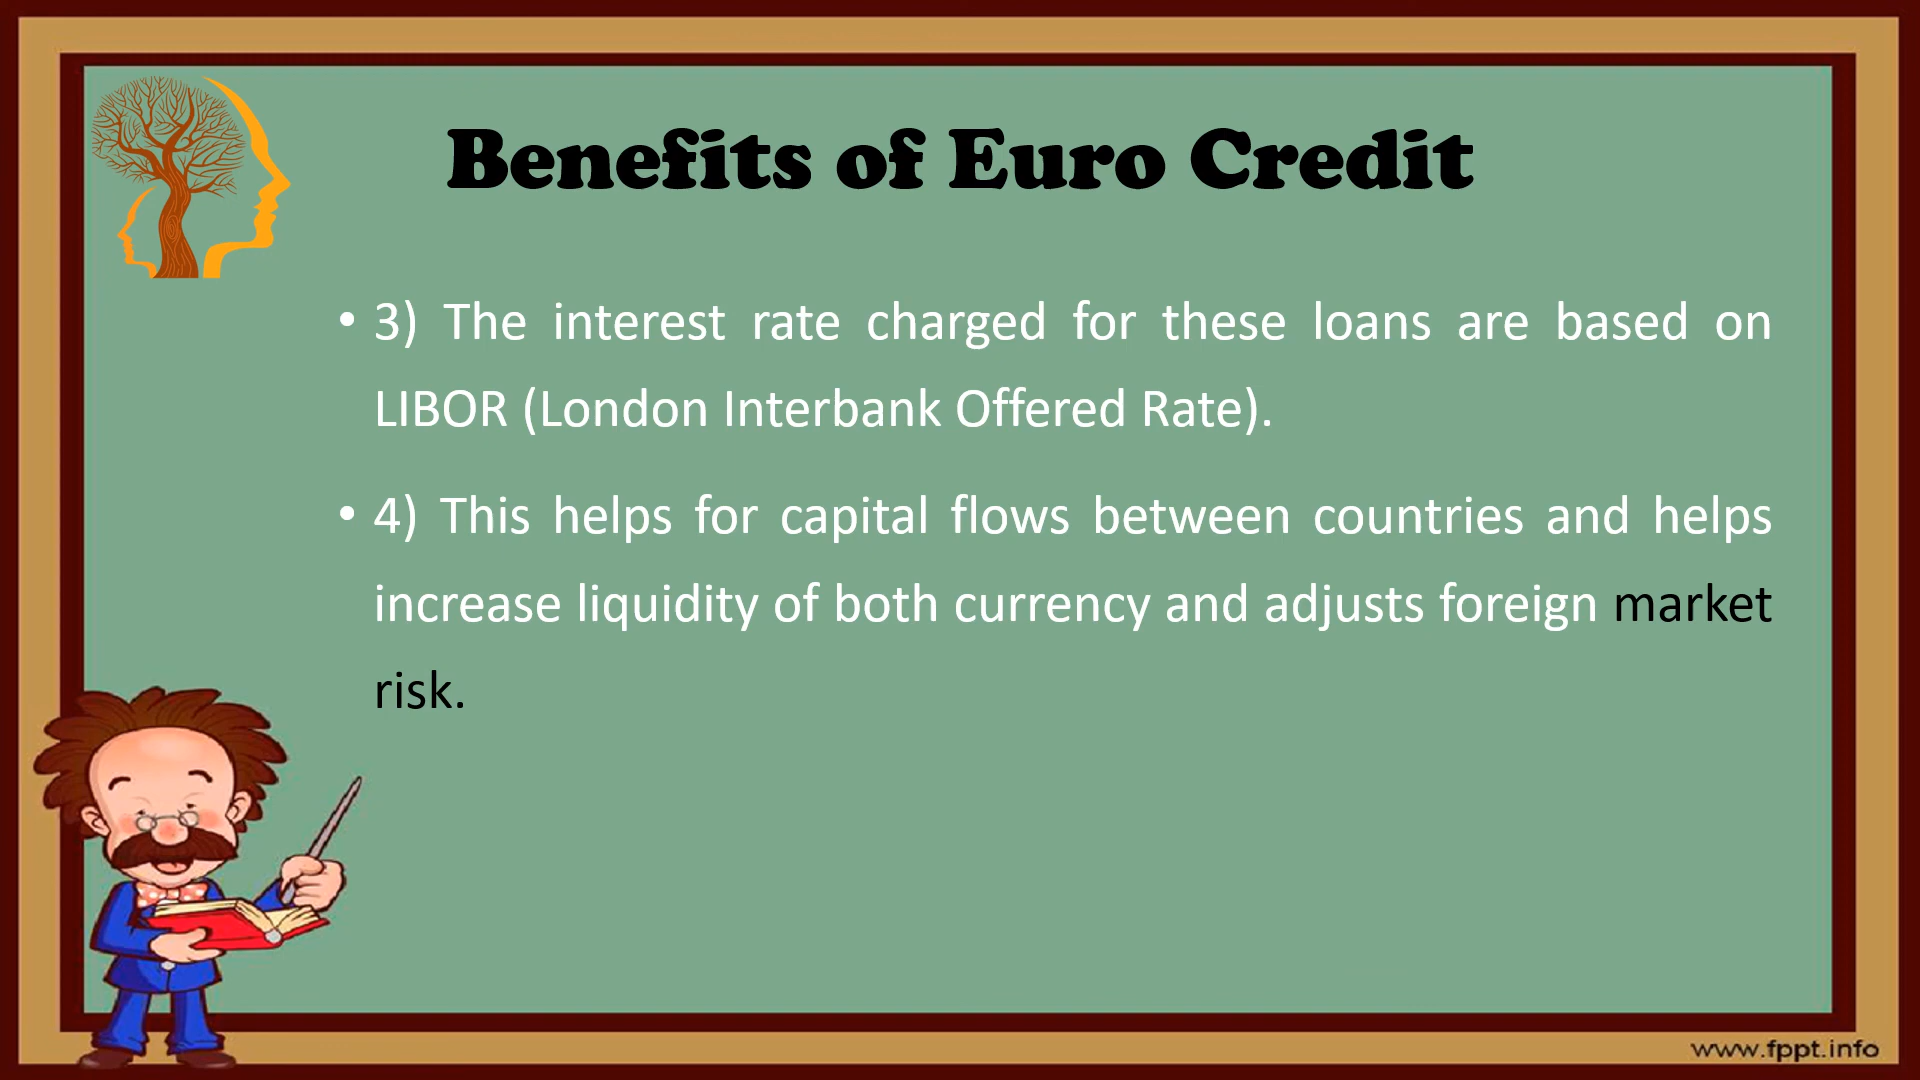 Benefits of Euro Credit
• 3) The interest rate charged for these loans are based on
LIBOR (London Interbank Offered Rate).
• 4) This helps for capital flows between countries and helps
increase liquidity of both currency and adjusts foreign market
risk.
www.fppt.info